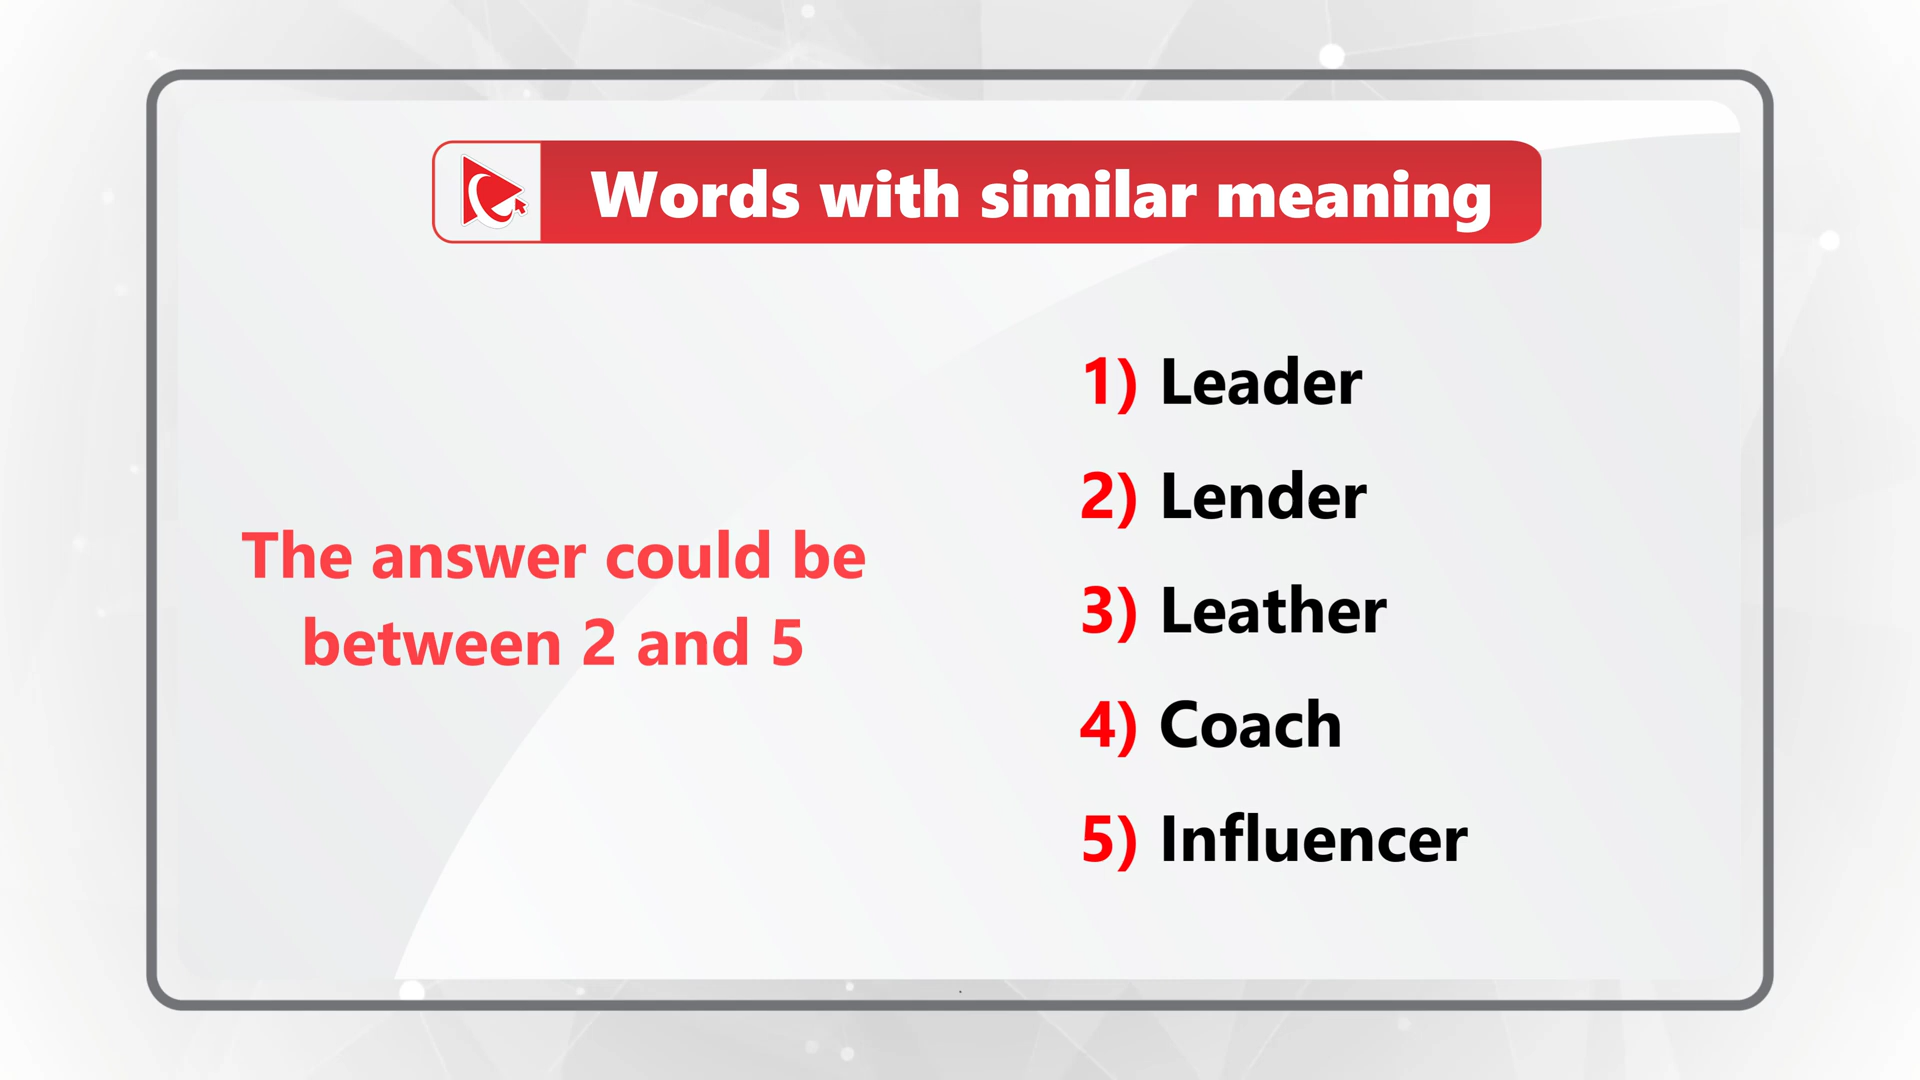 Words with similar meaning
The answer could be
between 2 and 5
1) Leader
2) Lender
3) Leather
4) Coach
5) Influencer